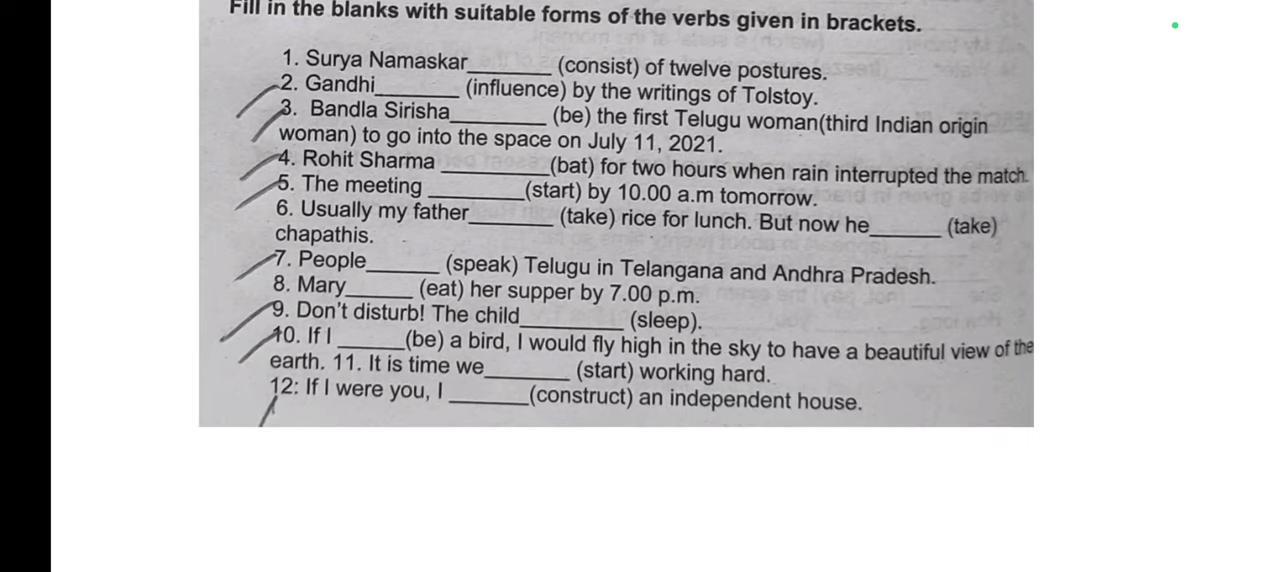 Fill in the blanks with suitable forms of the verbs given in brackets.
1. Surya Namaskar________ (consist) of twelve postures.
2. Gandhi________ (influence) by the writings of Tolstoy.
3. Bandla Sirisha_________ (be) the first Telugu woman(third Indian origin
woman) to go into the space on July 11, 2021.
4. Rohit Sharma __________(bat) for two hours when rain interrupted the match.
5. The meeting _________(start) by 10.00 a.m tomorrow.
6. Usually my father________ (take) rice for lunch. But now he_______ (take)
chapathis.
7. People_______ (speak) Telugu in Telangana and Andhra Pradesh.
8. Mary______ (eat) her supper by 7.00 p.m.
9. Don't disturb! The child_________ (sleep).
10. If I ______(be) a bird, I would fly high in the sky to have a beautiful view of the
earth. 11. It is time we________ (start) working hard.
12: If I were you, I _______(construct) an independent house.